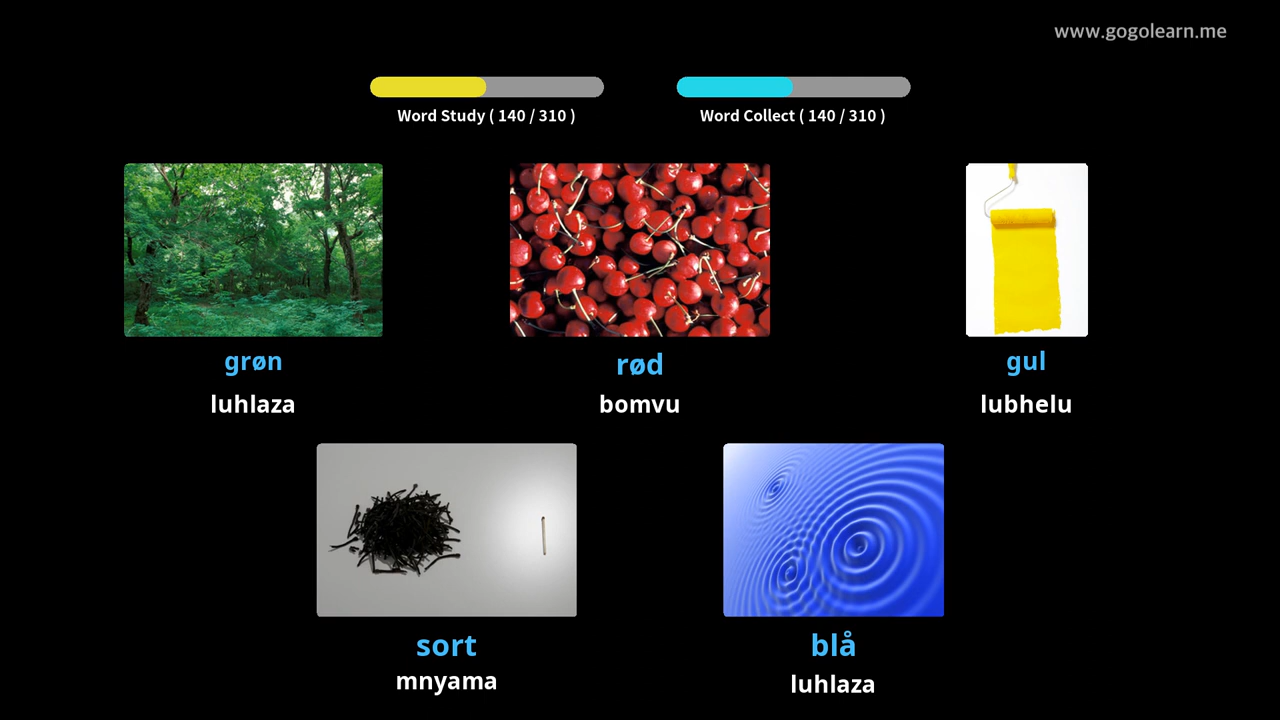 www.gogolearn.me
Word Study ( 140 / 310 )
Word Collect ( 140 / 310 )
grøn
luhlaza
rød
bomvu
gul
lubhelu
sort
mnyama
blå
luhlaza